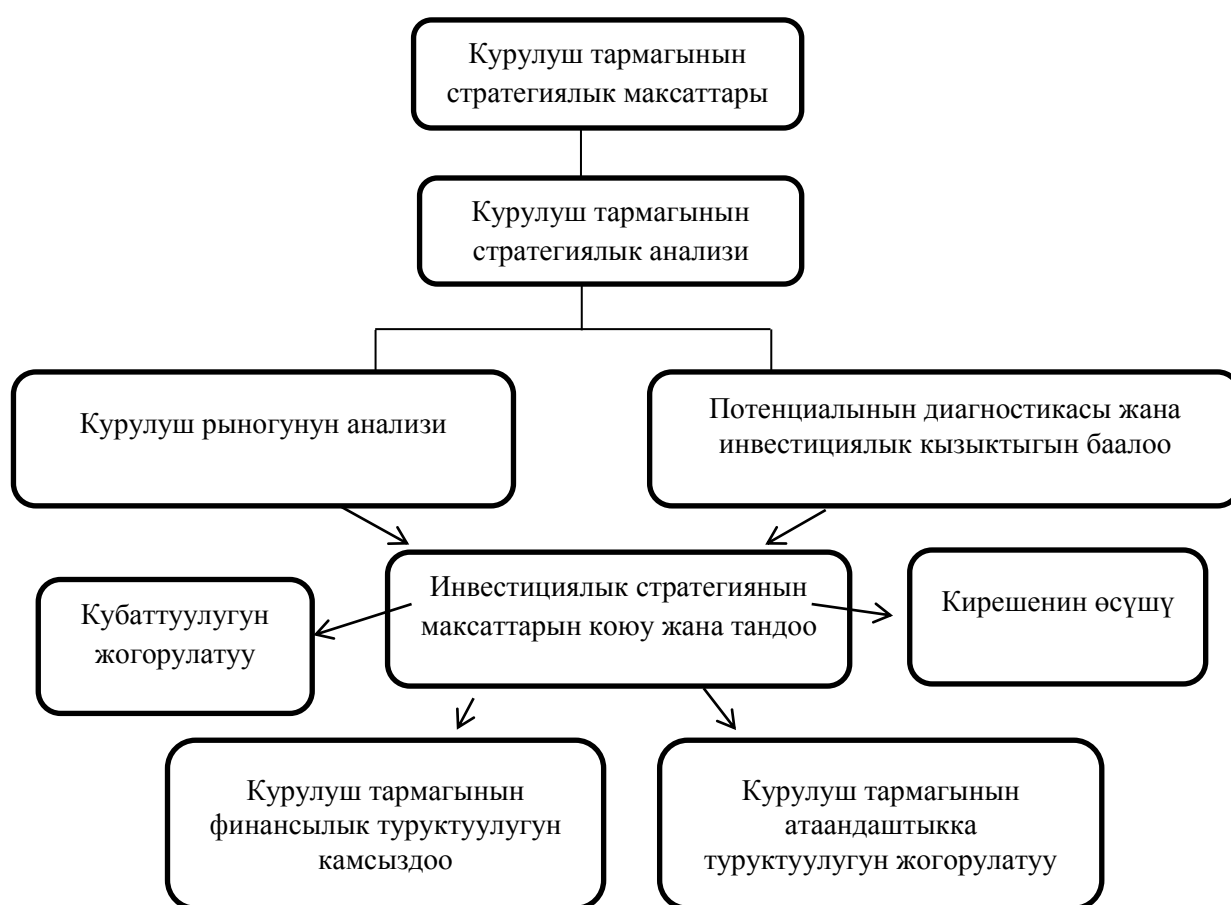 Курулуш тармагынын
стратегиялык максаттары
Курулуш тармагынын
стратегиялык анализи
Курулуш рыногунун анализи
Потенциалынын диагностикасы жана
инвестициялык кызыктыгын баалоо
Кубаттуулугун
жогорулатуу
Инвестициялык стратегиянын
максаттарын коюу жана тандоо
Кирешенин өсүшү
Курулуш тармагынын
финансылык туруктуулугун
камсыздоо
Курулуш тармагынын
атаандаштыкка
туруктуулугун жогорулатуу